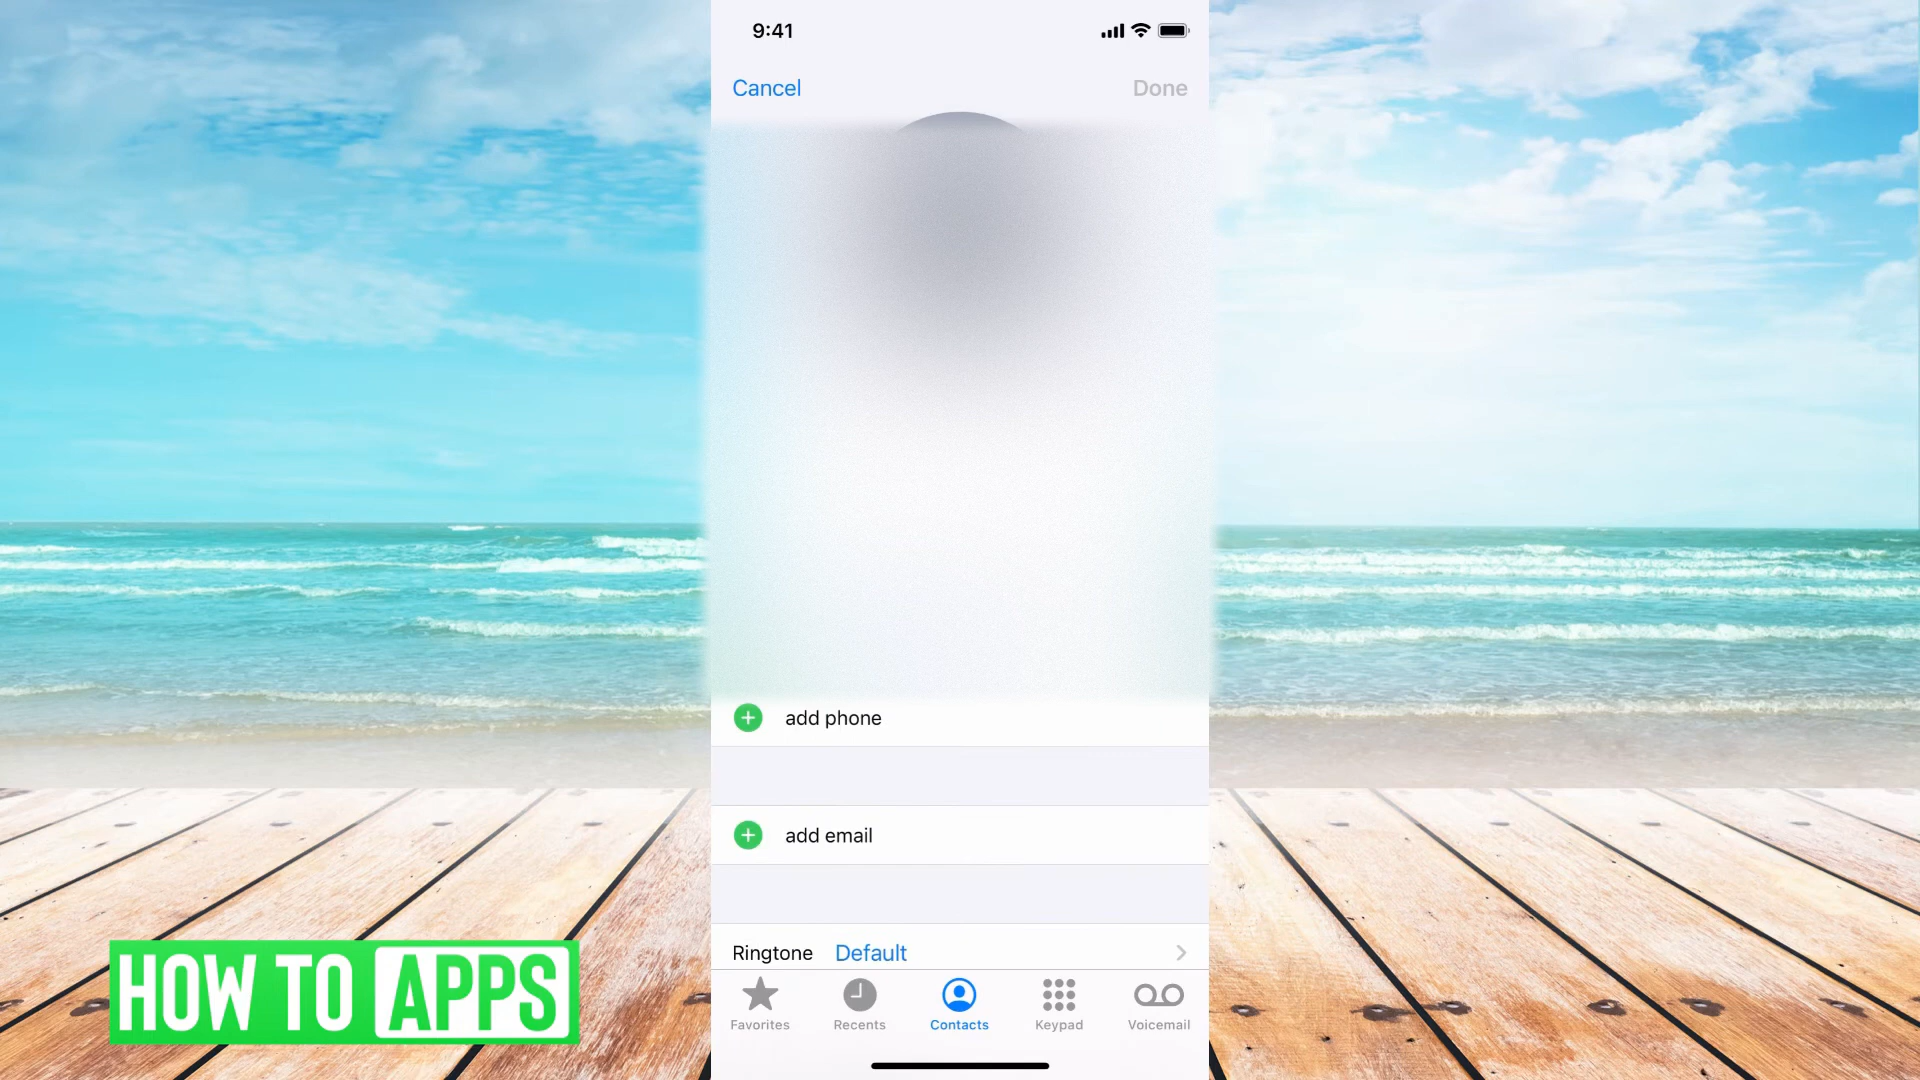 9:41
Cancel
Done
add phone
add email
Ringtone Default
Favorites Recents Contacts Keypad Voicemail
HOW TO APPS